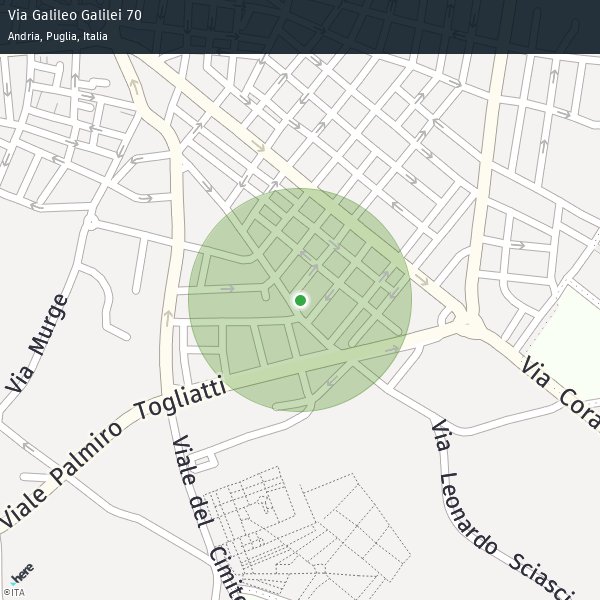 Via Galileo Galilei 70
Andria, Puglia, Italia
Via Murge
Via Cora
Viale Palmiro Togliatti
Via Leonardo Sciasci
Viale del Cimite
here
©ITA